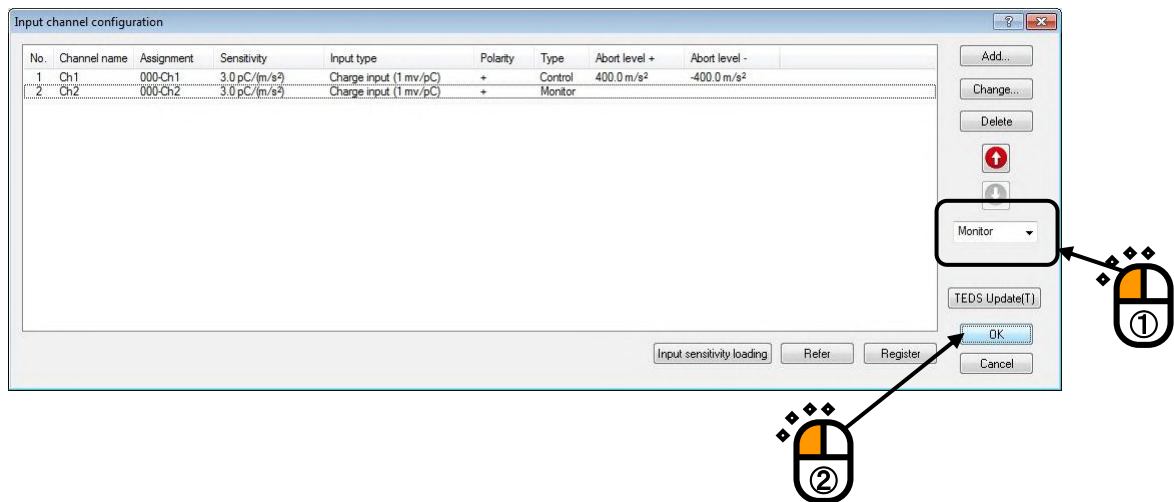 Input channel configuration
No. Channel name Assignment Sensitivity Input type Polarity Type Abort level + Abort level -
1 Ch1 000-Ch1 3.0 pC/(m/s²) Charge input (1 mv/pC) + Control 400.0 m/s² -400.0 m/s²
2 Ch2 000-Ch2 3.0 pC/(m/s²) Charge input (1 mv/pC) + Monitor
Add...
Change...
Delete
Monitor
TEDS Update(T)
①
OK
Input sensitivity loading Refer Register
Cancel
②